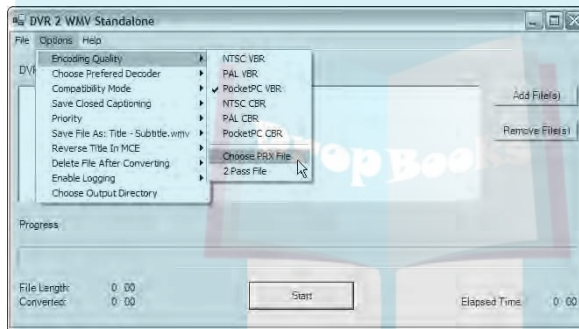 DVR 2 WMV Standalone
File Options Help
Encoding Quality
Choose Prefered Decoder
Compatibility Mode
Save Closed Captioning
Priority
Save File As: Title - Subtitle.wmv
Reverse Title In MCE
Delete File After Converting
Enable Logging
Choose Output Directory
NTSC VBR
PAL VBR
PocketPC VBR
NTSC CBR
PAL CBR
PocketPC CBR
Choose PRX File
2 Pass File
DVR
Add File(s)
Remove File(s)
DropBooks
Progress
File Length: 0 00
Converted: 0 00
Start
Elapsed Time: 0 00